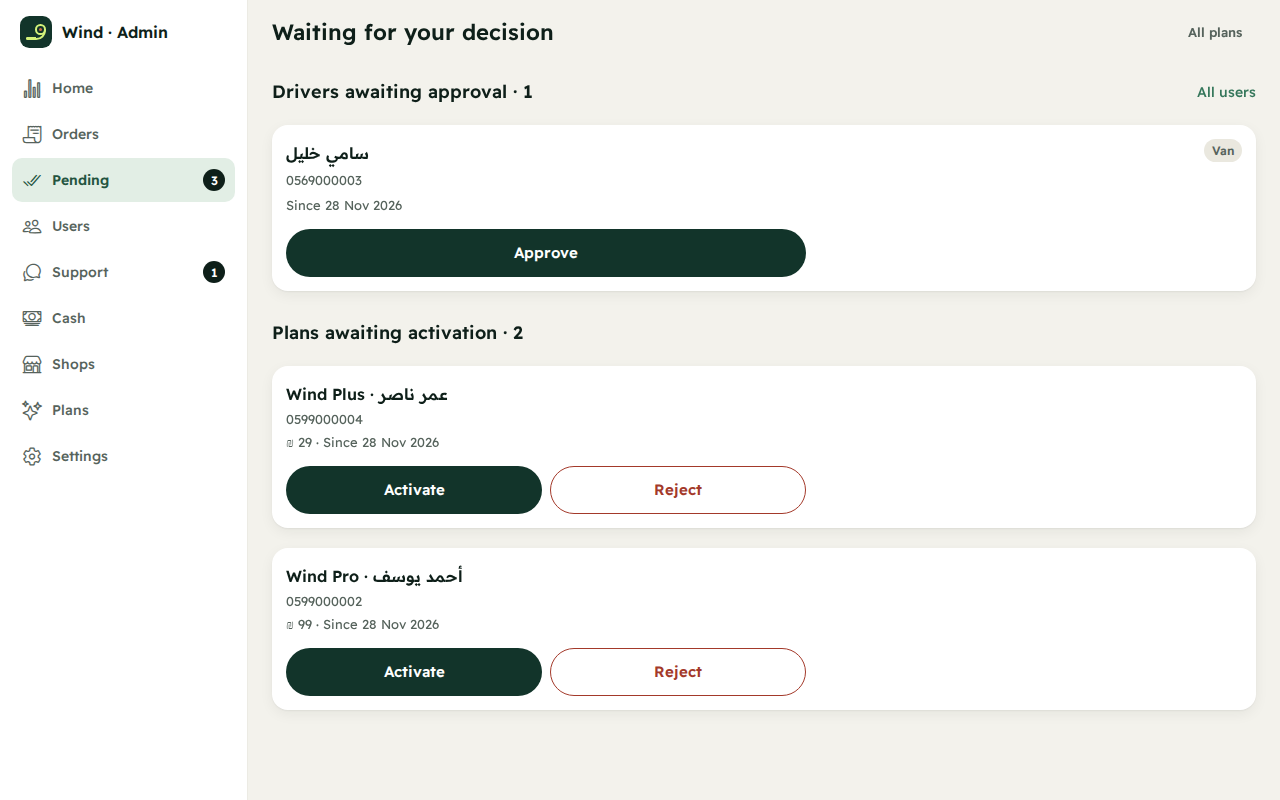 Wind · Admin
Home
Orders
Pending 3
Users
Support 1
Cash
Shops
Plans
Settings
Waiting for your decision
All plans
Drivers awaiting approval · 1
All users
سامي خليل
Van
0569000003
Since 28 Nov 2026
Approve
Plans awaiting activation · 2
Wind Plus · عمر ناصر
0599000004
₪ 29 · Since 28 Nov 2026
Activate
Reject
Wind Pro · أحمد يوسف
0599000002
₪ 99 · Since 28 Nov 2026
Activate
Reject